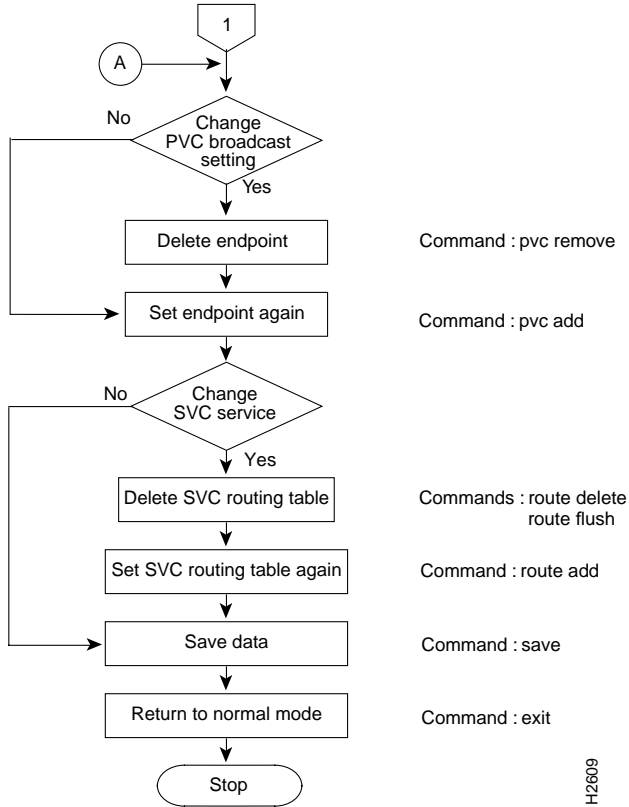 1
A
No
Change
PVC broadcast
setting
Yes
Delete endpoint
Command : pvc remove
Set endpoint again
Command : pvc add
No
Change
SVC service
Yes
Delete SVC routing table
Commands : route delete
route flush
Set SVC routing table again
Command : route add
Save data
Command : save
Return to normal mode
Command : exit
Stop
H2609